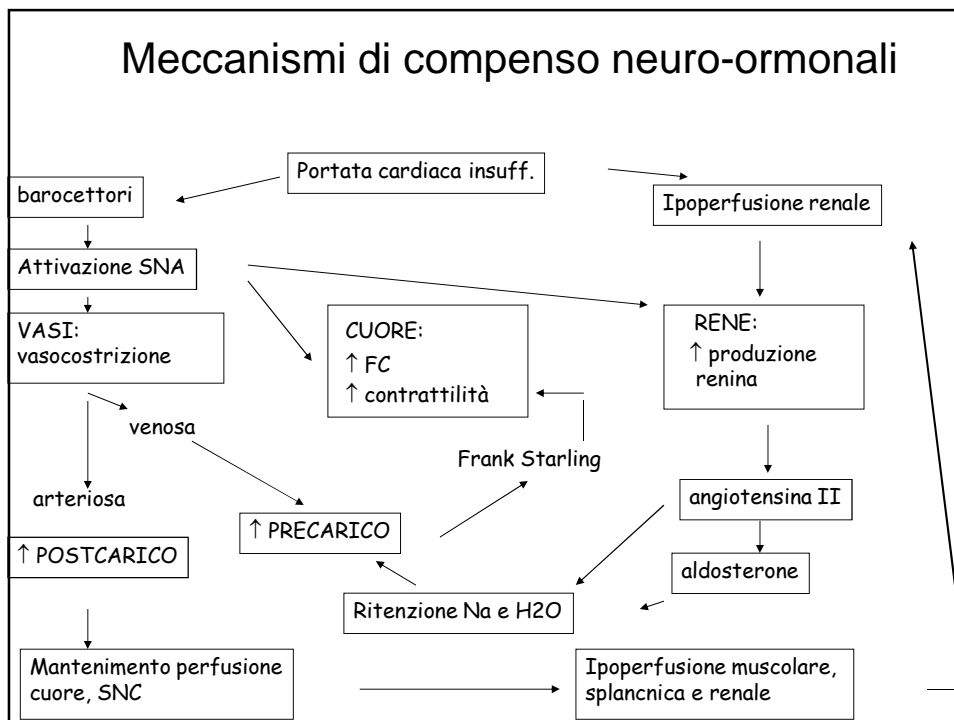 Meccanismi di compenso neuro-ormonali
Portata cardiaca insuff.
barocettori
Ipoperfusione renale
Attivazione SNA
VASI:
vasocostrizione
CUORE:
↑ FC
↑ contrattilità
RENE:
↑ produzione
renina
venosa
Frank Starling
arteriosa
angiotensina II
↑ PRECARICO
↑ POSTCARICO
aldosterone
Ritenzione Na e H2O
Mantenimento perfusione
cuore, SNC
Ipoperfusione muscolare,
splancnica e renale